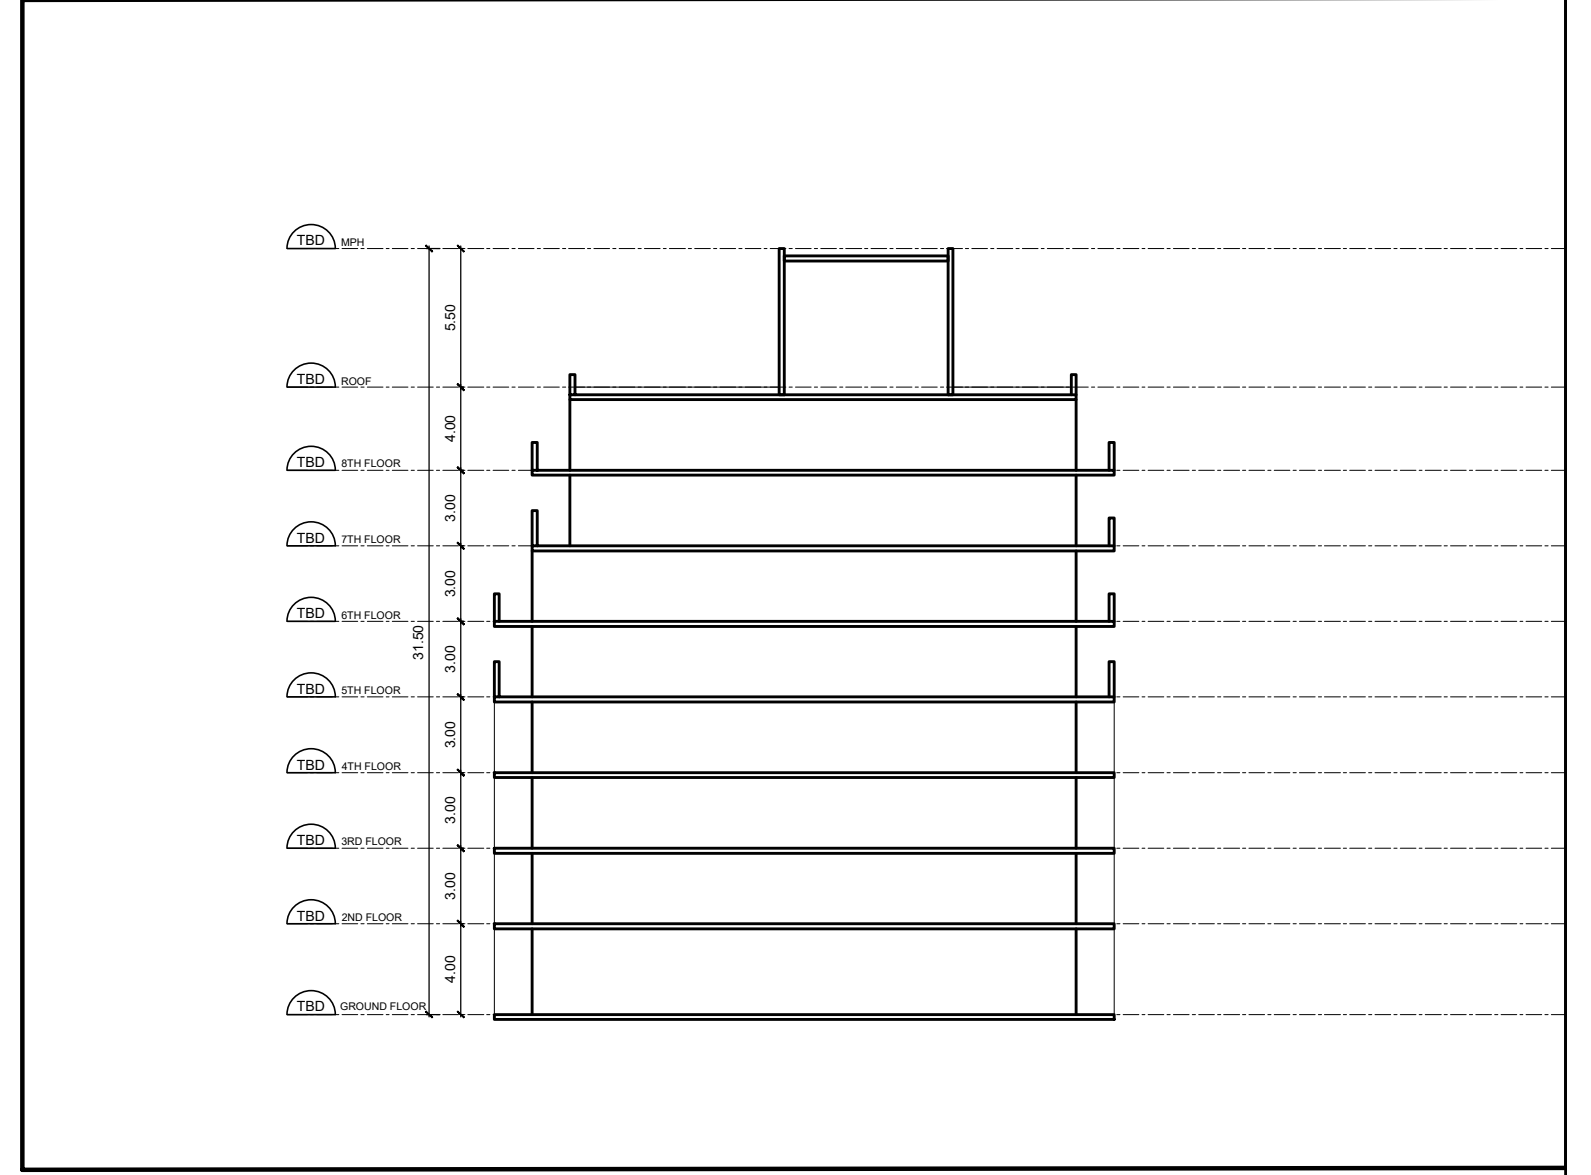 TBD MPH
5.50
TBD ROOF
4.00
TBD 8TH FLOOR
3.00
TBD 7TH FLOOR
3.00
TBD 6TH FLOOR
31.50
3.00
TBD 5TH FLOOR
3.00
TBD 4TH FLOOR
3.00
TBD 3RD FLOOR
3.00
TBD 2ND FLOOR
4.00
TBD GROUND FLOOR